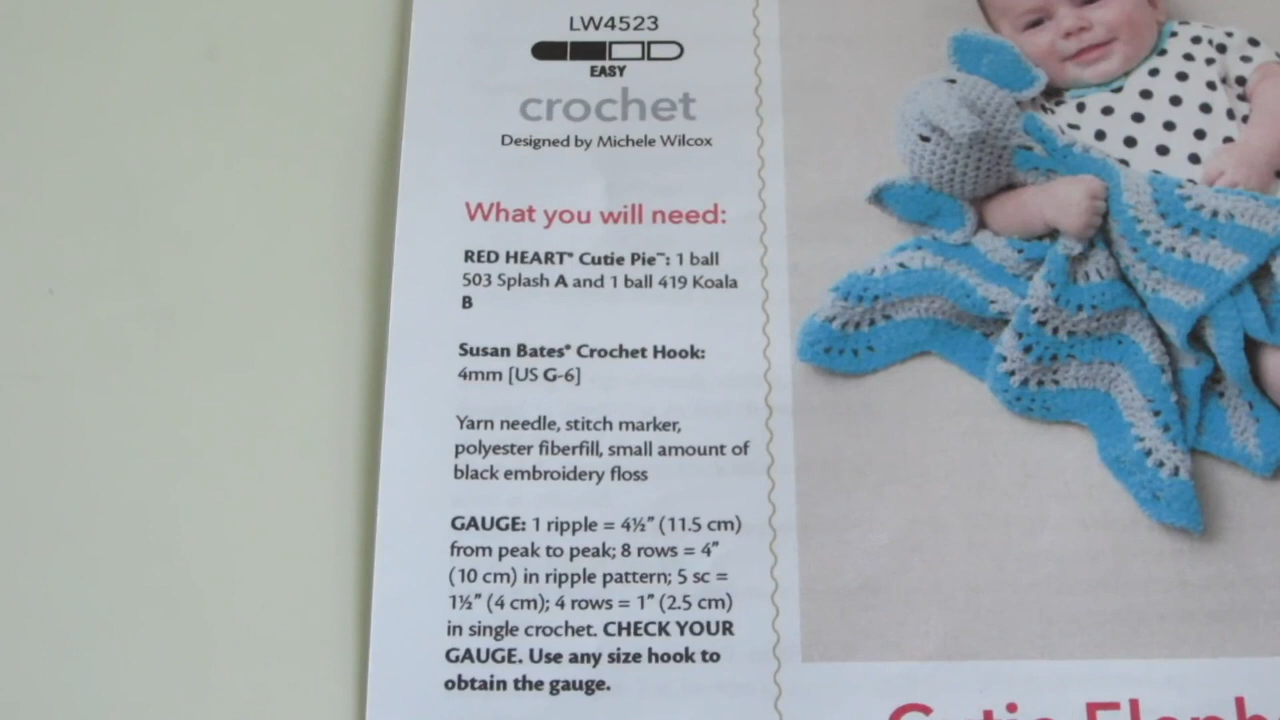 LW4523
EASY
crochet
Designed by Michele Wilcox
What you will need:
RED HEART® Cutie Pie™: 1 ball
503 Splash A and 1 ball 419 Koala
B
Susan Bates® Crochet Hook:
4mm [US G-6]
Yarn needle, stitch marker,
polyester fiberfill, small amount of
black embroidery floss
GAUGE: 1 ripple = 4½” (11.5 cm)
from peak to peak; 8 rows = 4”
(10 cm) in ripple pattern; 5 sc =
1½” (4 cm); 4 rows = 1” (2.5 cm)
in single crochet. CHECK YOUR
GAUGE. Use any size hook to
obtain the gauge.
Cutie Eleph